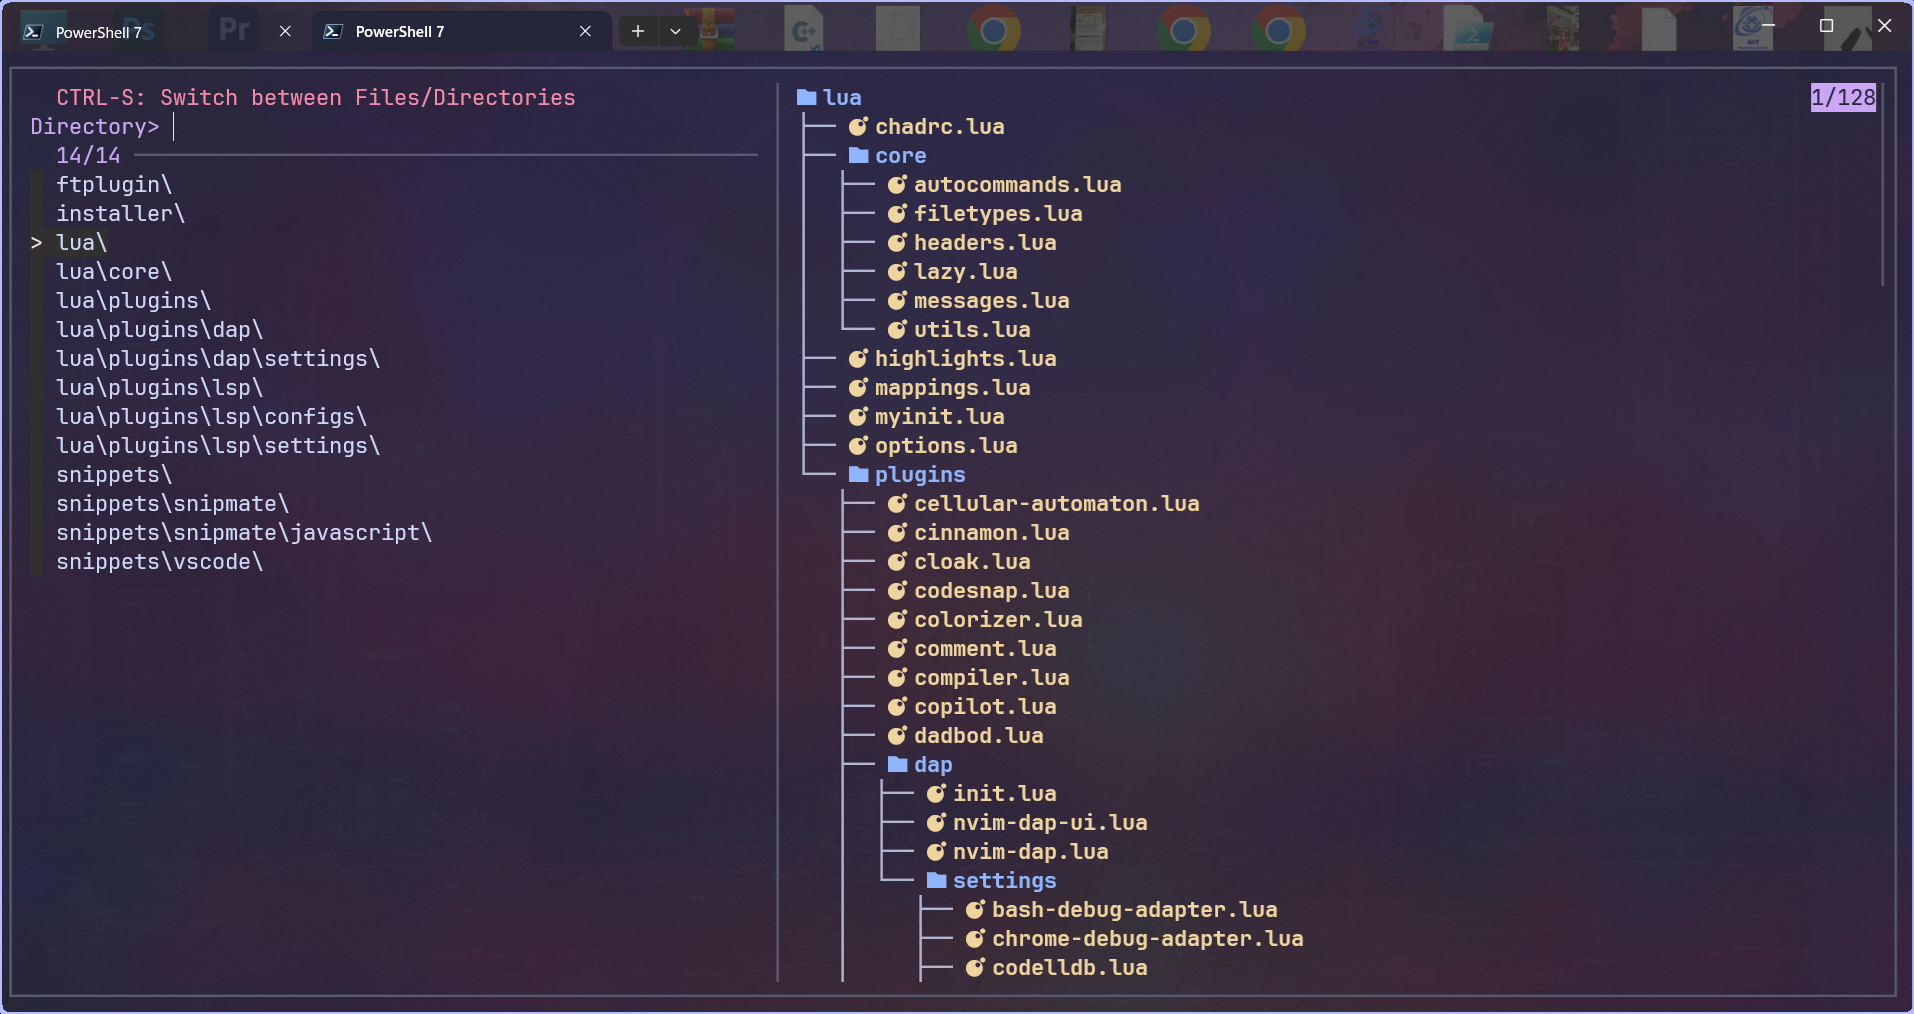 PowerShell 7
Ps
Pr
PowerShell 7
C++
CTRL-S: Switch between Files/Directories
Directory>
14/14
ftplugin\
installer\
> lua\
lua\core\
lua\plugins\
lua\plugins\dap\
lua\plugins\dap\settings\
lua\plugins\lsp\
lua\plugins\lsp\configs\
lua\plugins\lsp\settings\
snippets\
snippets\snipmate\
snippets\snipmate\javascript\
snippets\vscode\
lua
1/128
chadrc.lua
core
autocommands.lua
filetypes.lua
headers.lua
lazy.lua
messages.lua
utils.lua
highlights.lua
mappings.lua
myinit.lua
options.lua
plugins
cellular-automaton.lua
cinnamon.lua
cloak.lua
codesnap.lua
colorizer.lua
comment.lua
compiler.lua
copilot.lua
dadbod.lua
dap
init.lua
nvim-dap-ui.lua
nvim-dap.lua
settings
bash-debug-adapter.lua
chrome-debug-adapter.lua
codelldb.lua